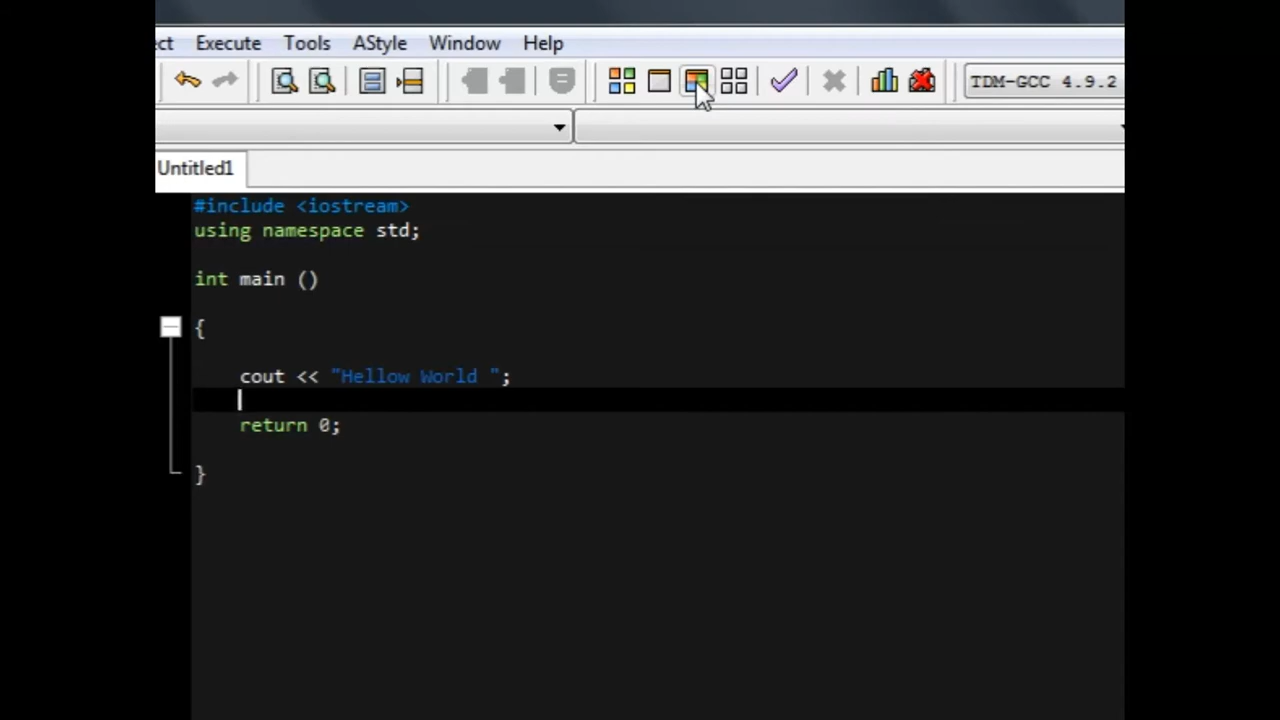 ct Execute Tools AStyle Window Help
TDM-GCC 4.9.2
Untitled1
#include <iostream>
using namespace std;
int main ()
{
cout << "Hellow World ";
return 0;
}